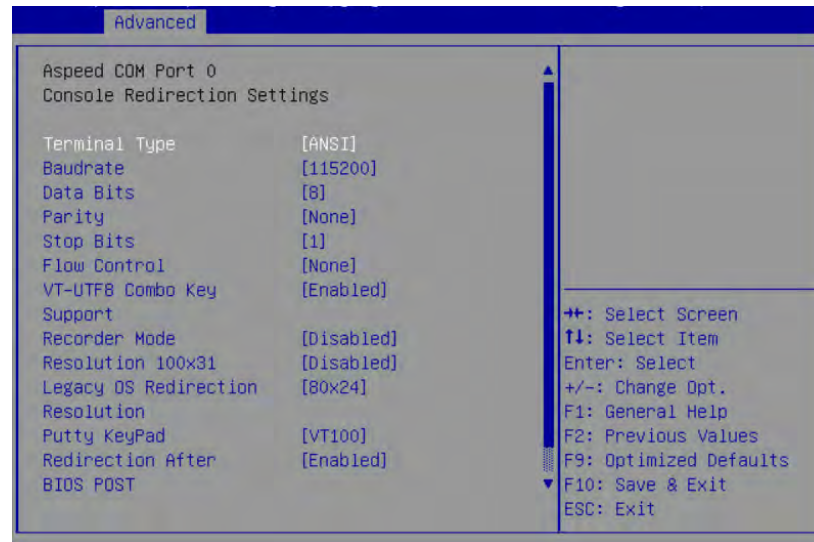 Advanced
Aspeed COM Port 0
Console Redirection Settings
Terminal Type [ANSI]
Baudrate [115200]
Data Bits [8]
Parity [None]
Stop Bits [1]
Flow Control [None]
VT-UTF8 Combo Key [Enabled]
Support
Recorder Mode [Disabled]
Resolution 100x31 [Disabled]
Legacy OS Redirection [80x24]
Resolution
Putty KeyPad [VT100]
Redirection After [Enabled]
BIOS POST
→←: Select Screen
↑↓: Select Item
Enter: Select
+/-: Change Opt.
F1: General Help
F2: Previous Values
F9: Optimized Defaults
F10: Save & Exit
ESC: Exit